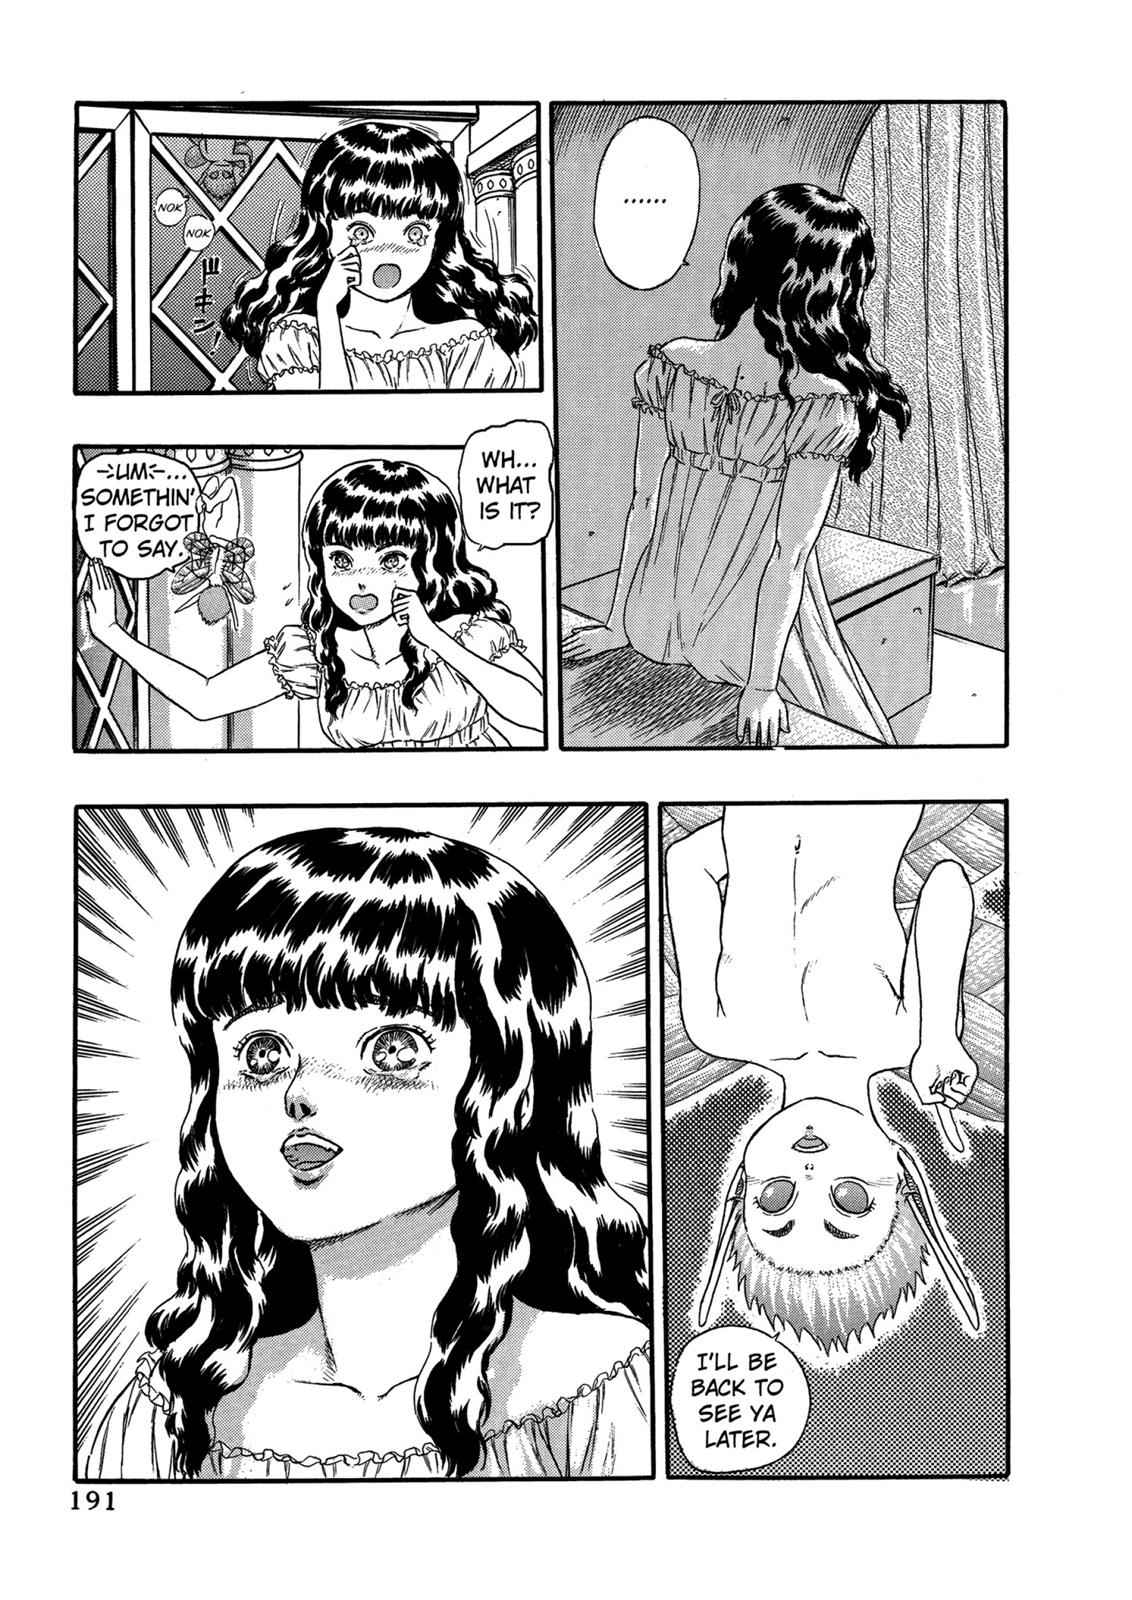 ......
NOK
NOK
ドキン!
UM...
SOMETHIN'
I FORGOT
TO SAY.
WH...
WHAT
IS IT?
I'LL BE
BACK TO
SEE YA
LATER.
191